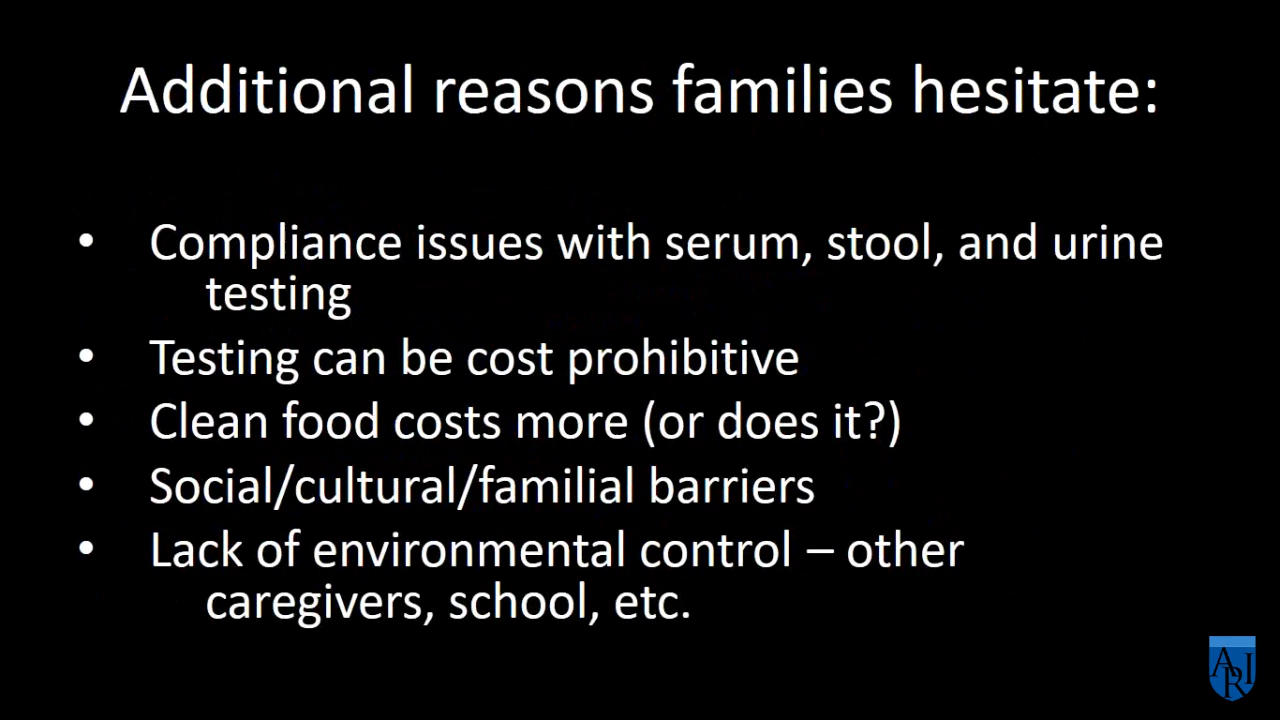 Additional reasons families hesitate:
• Compliance issues with serum, stool, and urine
testing
• Testing can be cost prohibitive
• Clean food costs more (or does it?)
• Social/cultural/familial barriers
• Lack of environmental control – other
caregivers, school, etc.
ARI